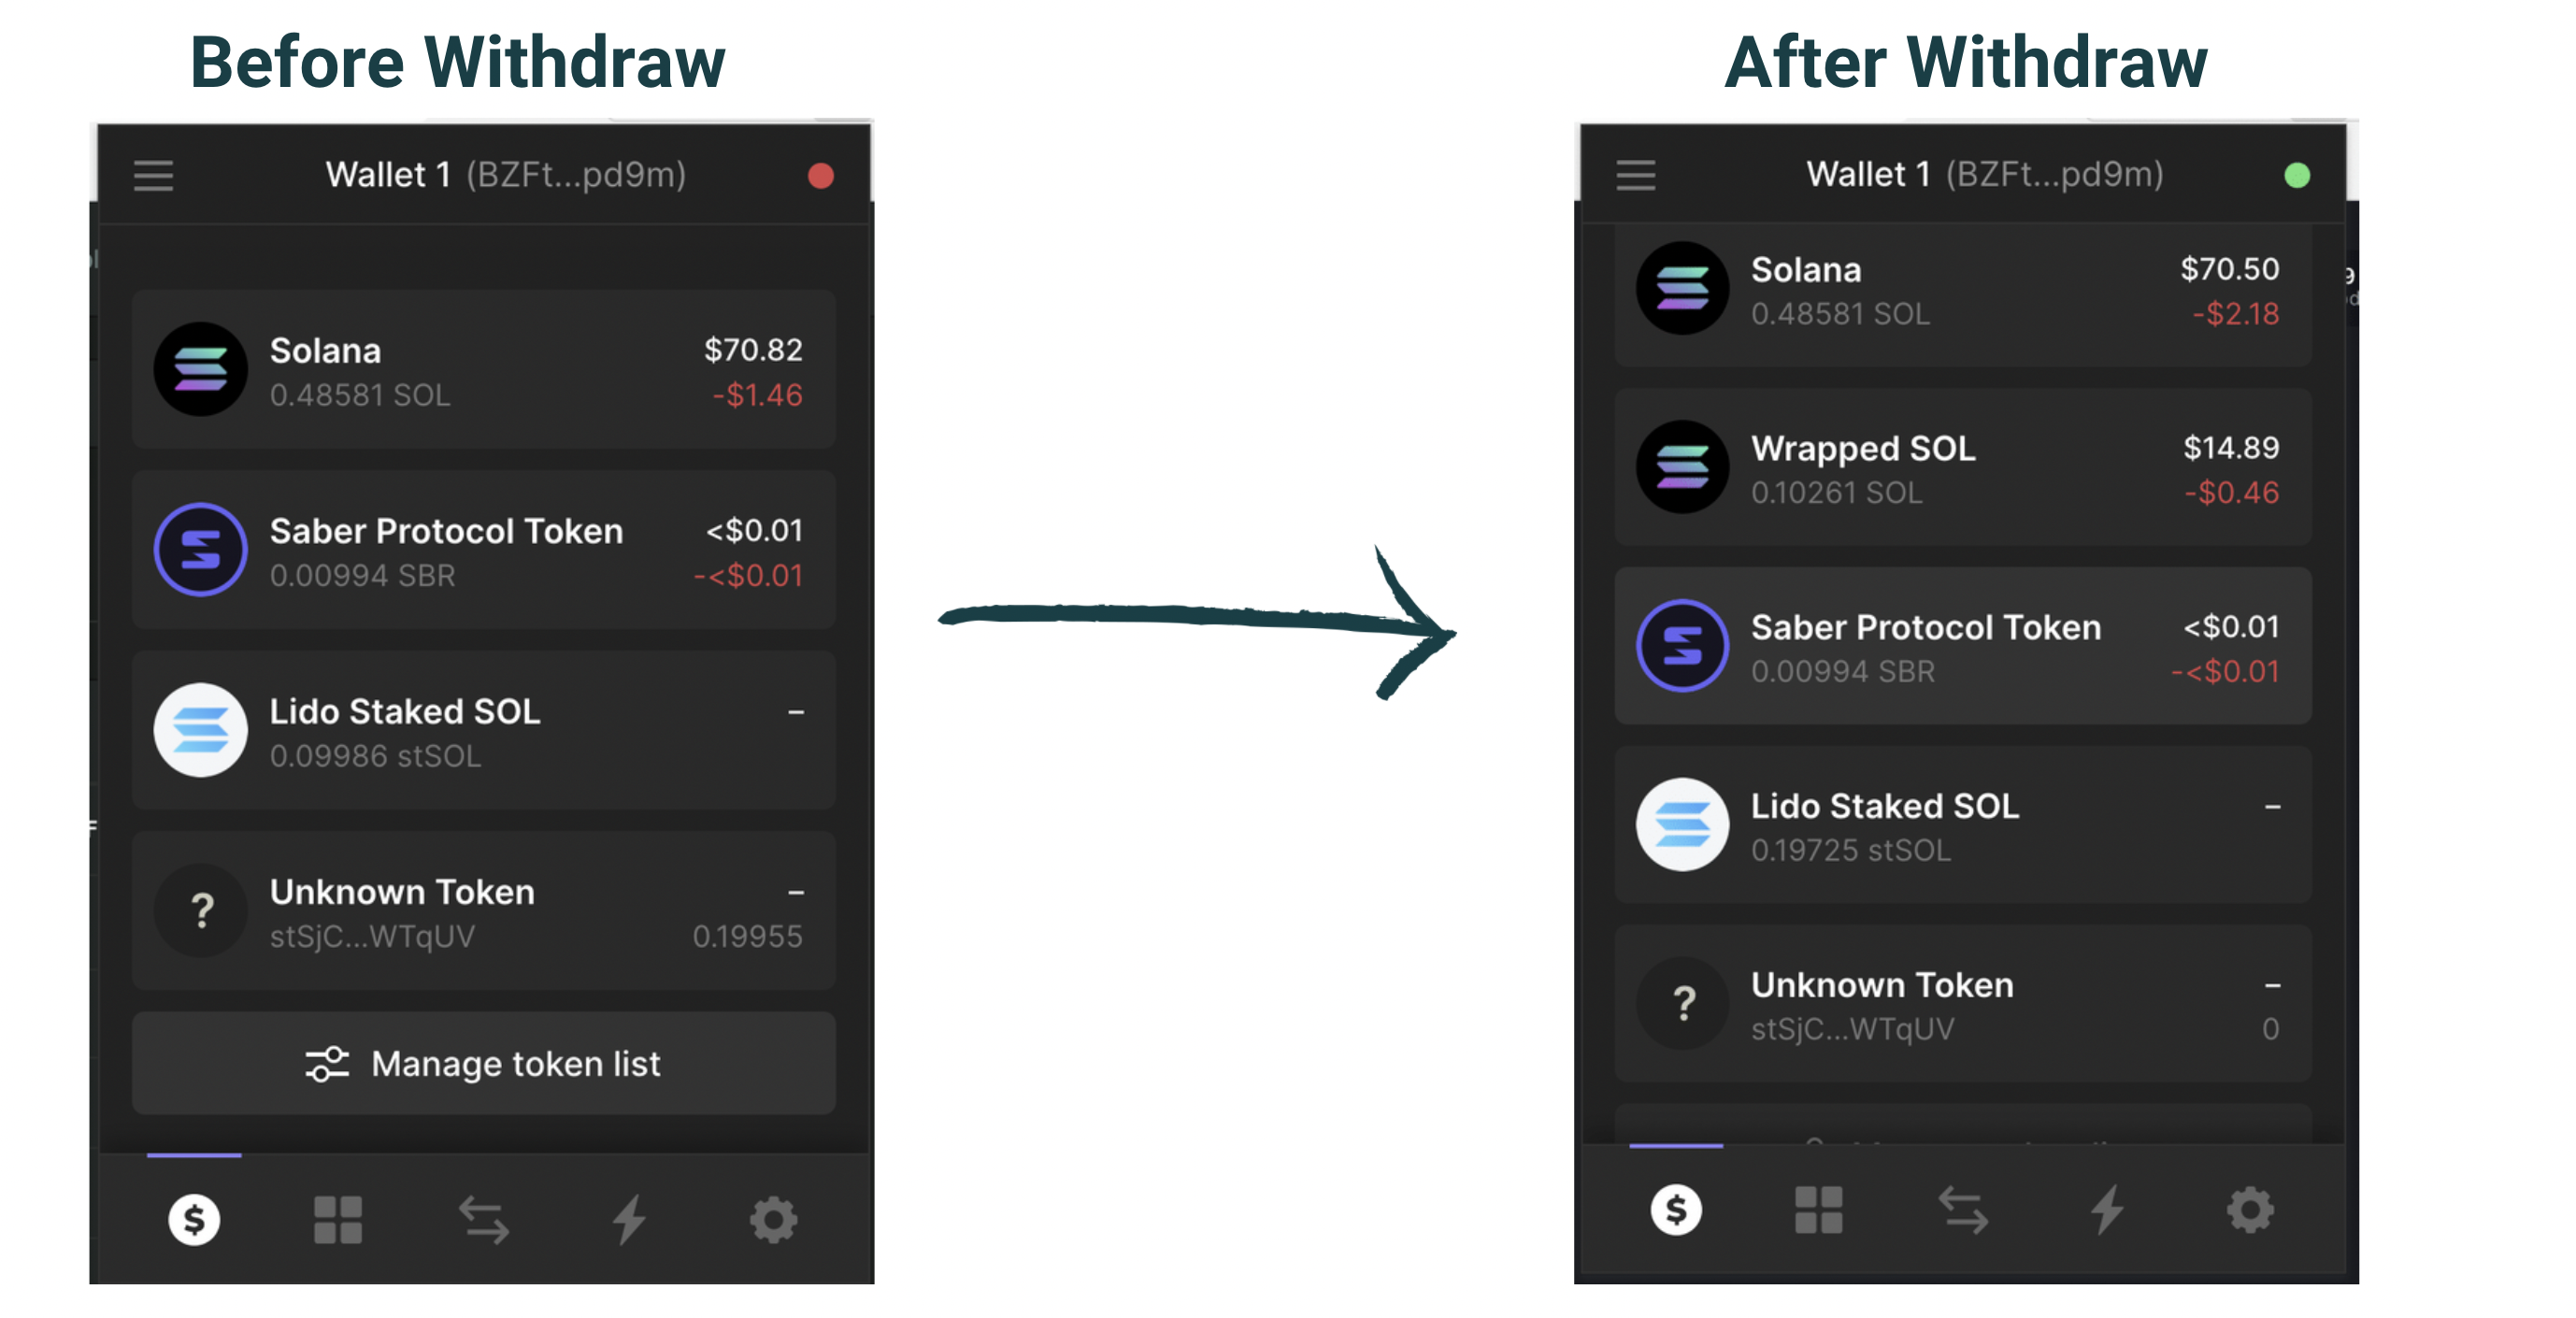 Before Withdraw
Wallet 1 (BZFt...pd9m)
Solana $70.82
0.48581 SOL -$1.46
Saber Protocol Token <$0.01
0.00994 SBR -<$0.01
Lido Staked SOL –
0.09986 stSOL
? Unknown Token –
stSjC...WTqUV 0.19955
Manage token list
$
After Withdraw
Wallet 1 (BZFt...pd9m)
Solana $70.50
0.48581 SOL -$2.18
Wrapped SOL $14.89
0.10261 SOL -$0.46
Saber Protocol Token <$0.01
0.00994 SBR -<$0.01
Lido Staked SOL –
0.19725 stSOL
? Unknown Token –
stSjC...WTqUV 0
$